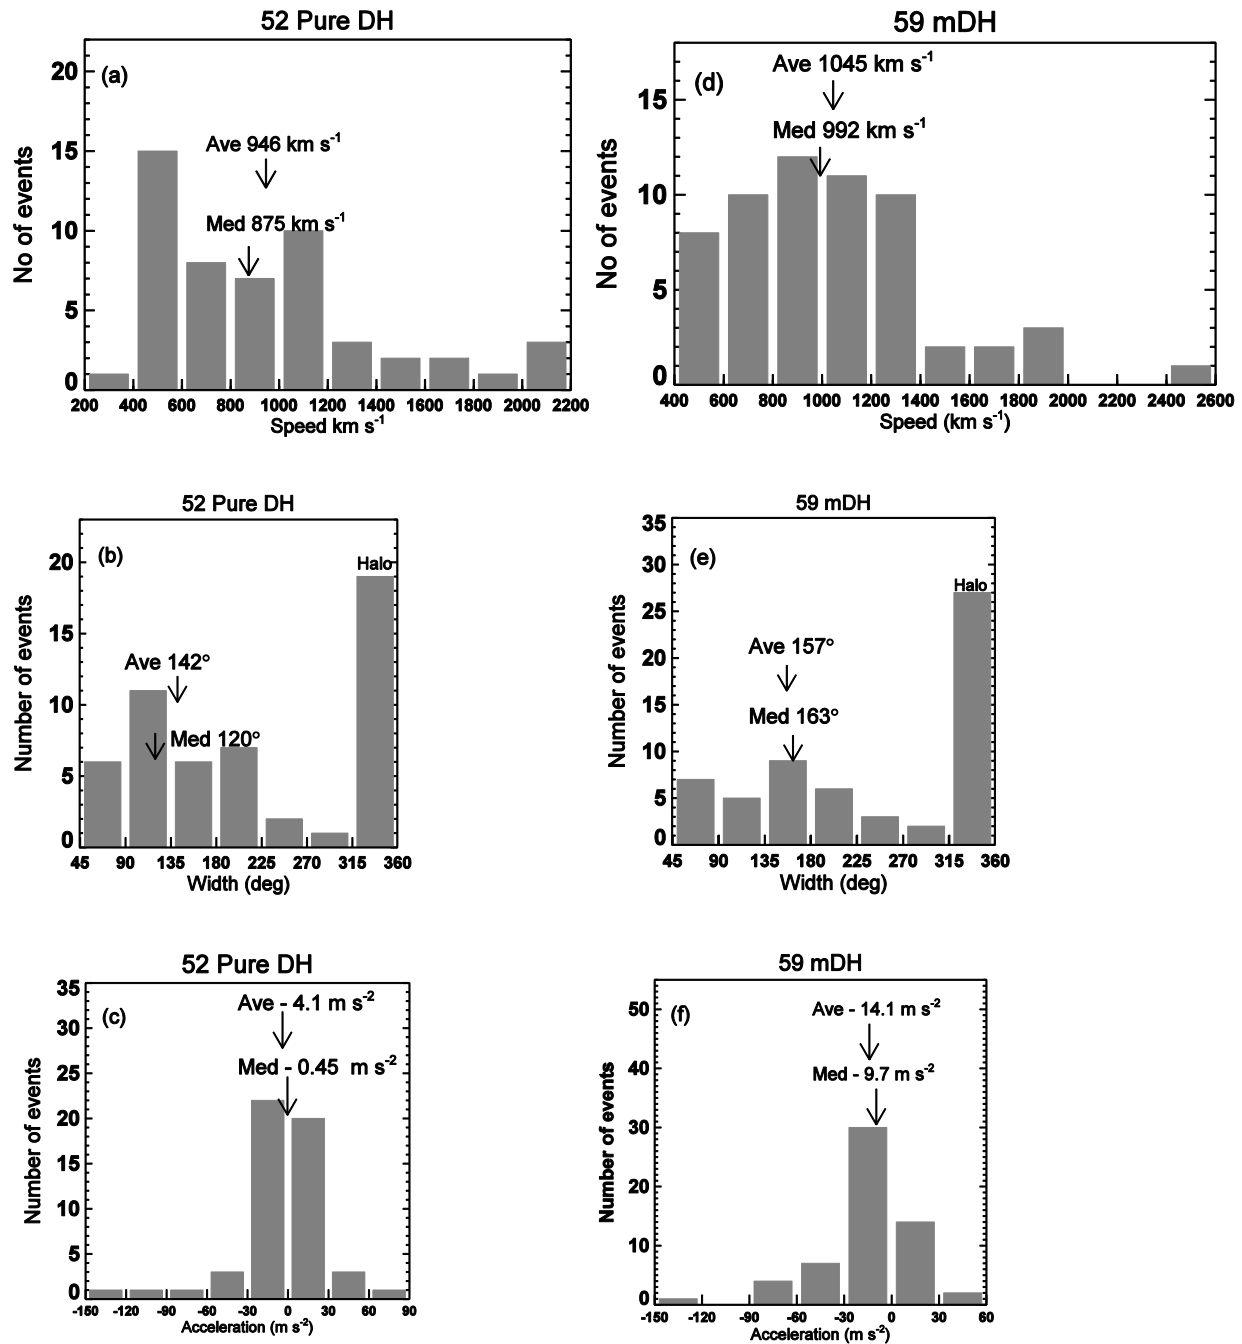 52 Pure DH
(a)
Ave 946 km s⁻¹
Med 875 km s⁻¹
No of events
20
15
10
5
0
200 400 600 800 1000 1200 1400 1600 1800 2000 2200
Speed km s⁻¹
59 mDH
(d)
Ave 1045 km s⁻¹
Med 992 km s⁻¹
No of events
15
10
5
0
400 600 800 1000 1200 1400 1600 1800 2000 2200 2400 2600
Speed (km s⁻¹)
52 Pure DH
(b)
Halo
Ave 142°
Med 120°
Number of events
20
15
10
5
0
45 90 135 180 225 270 315 360
Width (deg)
59 mDH
(e)
Halo
Ave 157°
Med 163°
Number of events
35
30
25
20
15
10
5
0
45 90 135 180 225 270 315 360
Width (deg)
52 Pure DH
(c)
Ave - 4.1 m s⁻²
Med - 0.45 m s⁻²
Number of events
35
30
25
20
15
10
5
0
-150 -120 -90 -60 -30 0 30 60 90
Acceleration (m s⁻²)
59 mDH
(f)
Ave - 14.1 m s⁻²
Med - 9.7 m s⁻²
Number of events
50
40
30
20
10
0
-150 -120 -90 -60 -30 0 30 60
Acceleration (m s⁻²)